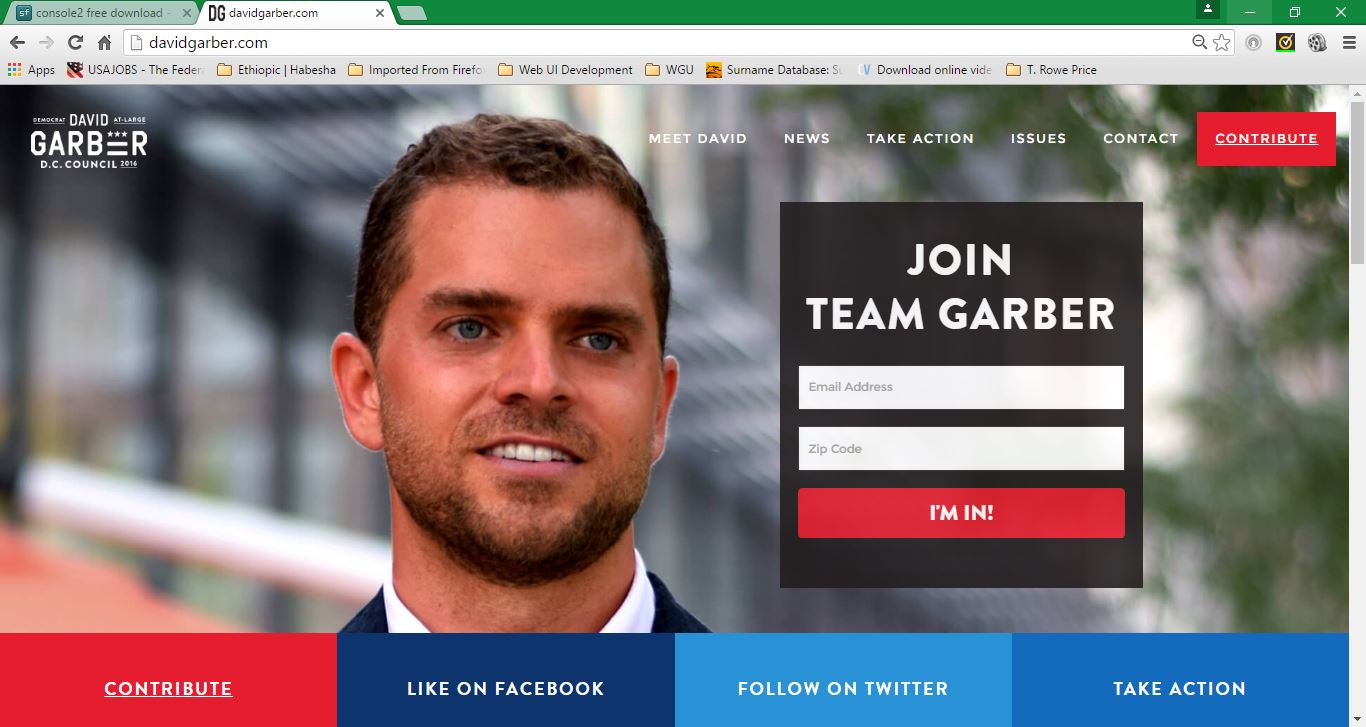 console2 free download -
DG davidgarber.com
davidgarber.com
Apps
USAJOBS - The Federa
Ethiopic | Habesha
Imported From Firefo
Web UI Development
WGU
Surname Database: Su
Download online vide
T. Rowe Price
DEMOCRAT DAVID AT-LARGE
GARBER
D.C. COUNCIL 2016
MEET DAVID
NEWS
TAKE ACTION
ISSUES
CONTACT
CONTRIBUTE
JOIN
TEAM GARBER
Email Address
Zip Code
I'M IN!
CONTRIBUTE
LIKE ON FACEBOOK
FOLLOW ON TWITTER
TAKE ACTION